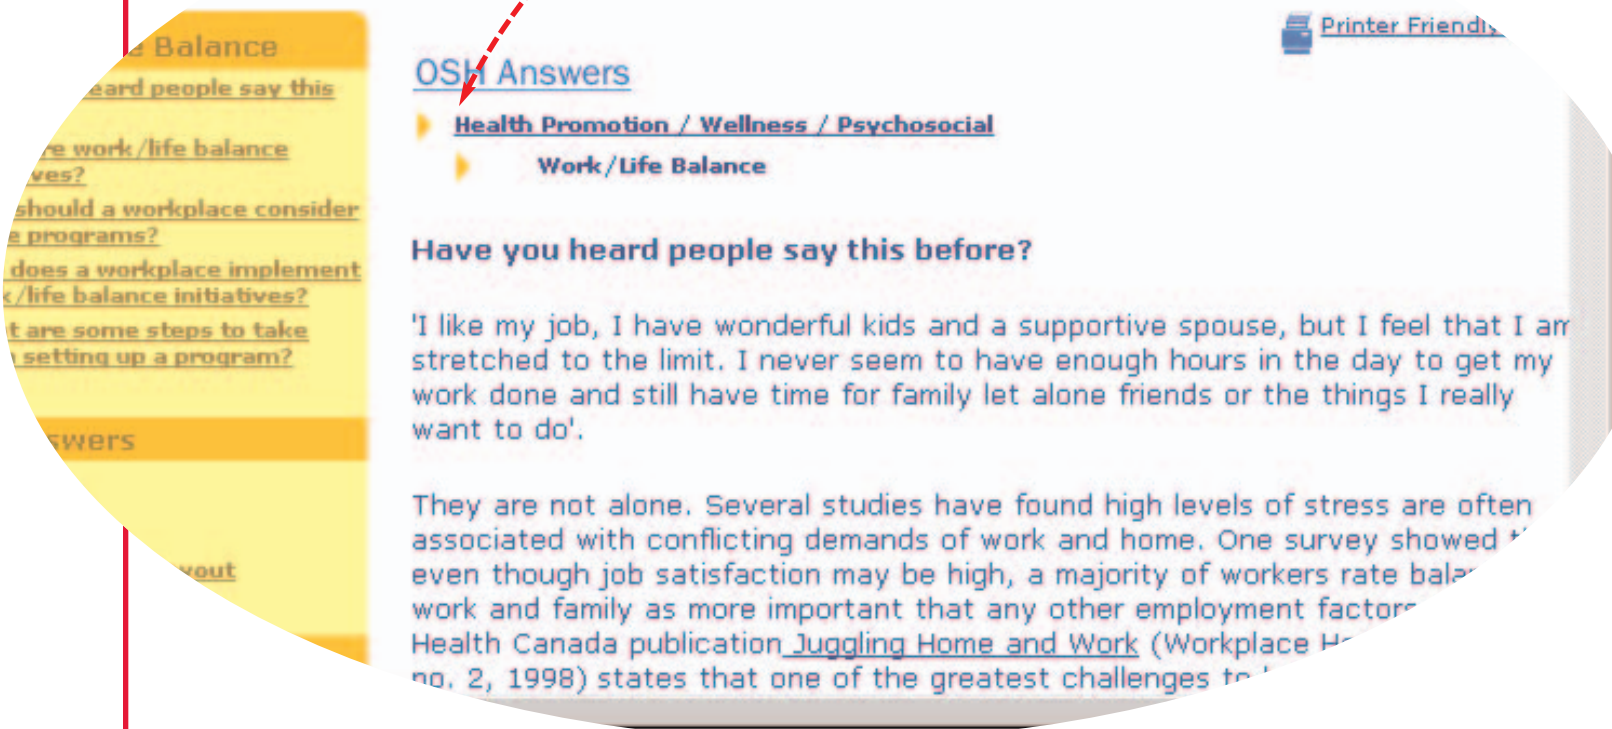 Balance
heard people say this
work/life balance
should a workplace consider
programs?
does a workplace implement
/life balance initiatives?
are some steps to take
setting up a program?
Printer Friendly
OSH Answers
Health Promotion / Wellness / Psychosocial
Work/Life Balance
Have you heard people say this before?
'I like my job, I have wonderful kids and a supportive spouse, but I feel that I am
stretched to the limit. I never seem to have enough hours in the day to get my
work done and still have time for family let alone friends or the things I really
want to do'.
They are not alone. Several studies have found high levels of stress are often
associated with conflicting demands of work and home. One survey showed
even though job satisfaction may be high, a majority of workers rate
work and family as more important that any other employment factors
Health Canada publication Juggling Home and Work (Workplace
no. 2, 1998) states that one of the greatest challenges to